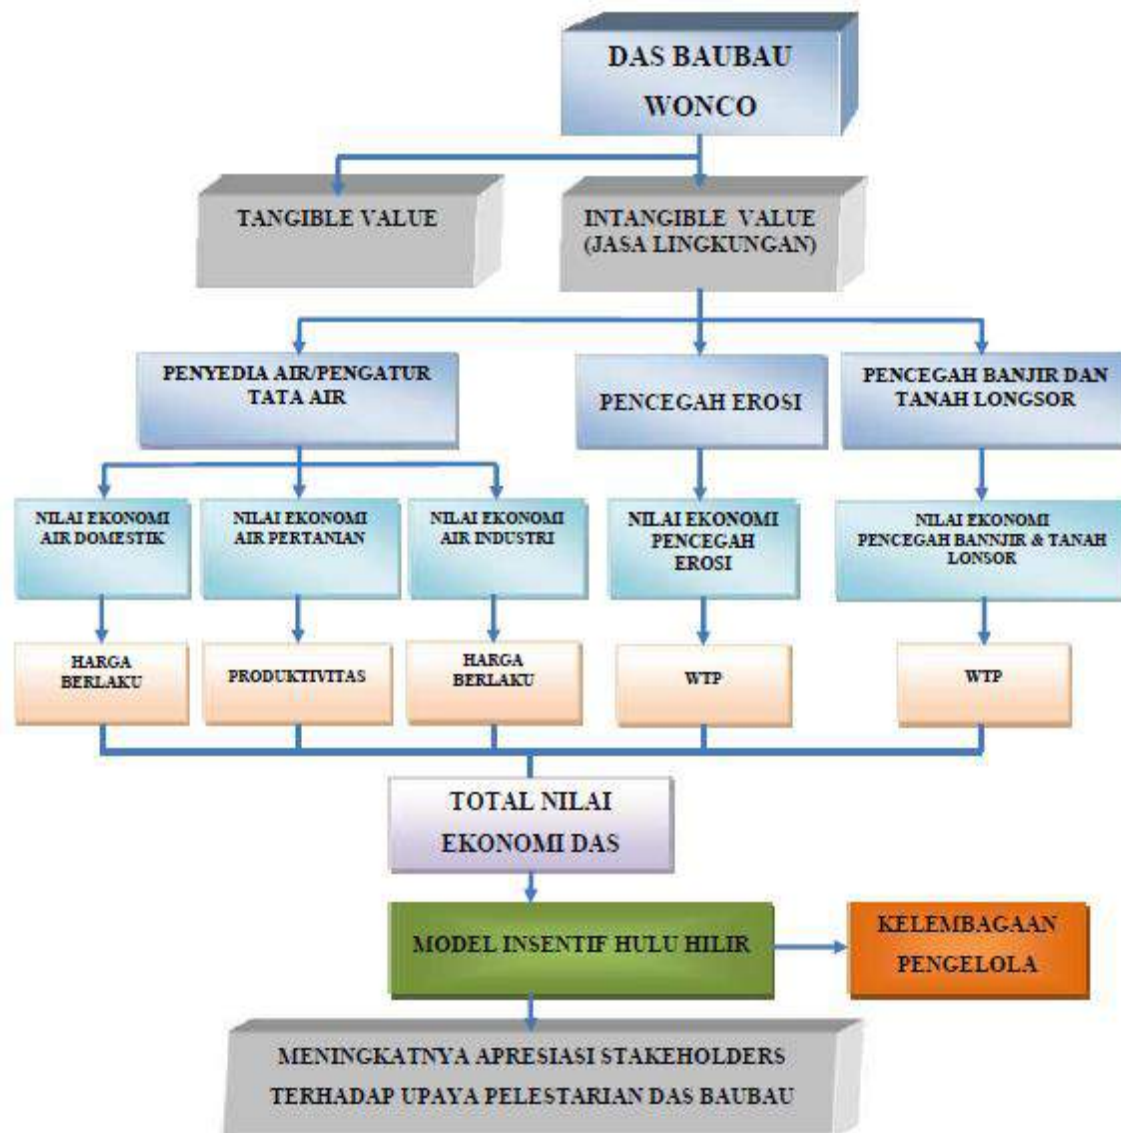 DAS BAUBAU
WONCO
TANGIBLE VALUE
INTANGIBLE VALUE
(JASA LINGKUNGAN)
PENYEDIA AIR/PENGATUR
TATA AIR
PENCEGAH EROSI
PENCEGAH BANJIR DAN
TANAH LONGSOR
NILAI EKONOMI
AIR DOMESTIK
NILAI EKONOMI
AIR PERTANIAN
NILAI EKONOMI
AIR INDUSTRI
NILAI EKONOMI
PENCEGAH
EROSI
NILAI EKONOMI
PENCEGAH BANNJIR & TANAH
LONSOR
HARGA
BERLAKU
PRODUKTIVITAS
HARGA
BERLAKU
WTP
WTP
TOTAL NILAI
EKONOMI DAS
MODEL INSENTIF HULU HILIR
KELEMBAGAAN
PENGELOLA
MENINGKATNYA APRESIASI STAKEHOLDERS
TERHADAP UPAYA PELESTARIAN DAS BAUBAU